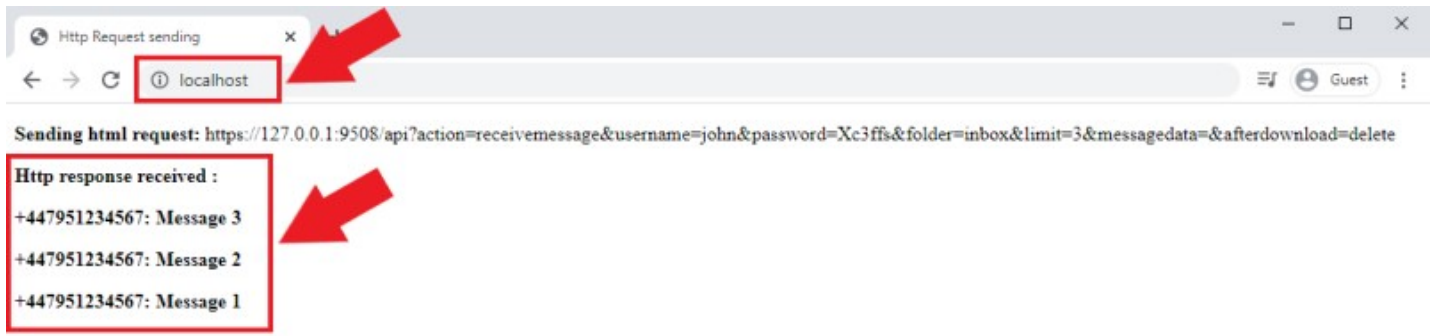 Http Request sending
localhost
Guest
Sending html request: https://127.0.0.1:9508/api?action=receivemessage&username=john&password=Xc3ffs&folder=inbox&limit=3&messagedata=&afterdownload=delete
Http response received :
+447951234567: Message 3
+447951234567: Message 2
+447951234567: Message 1